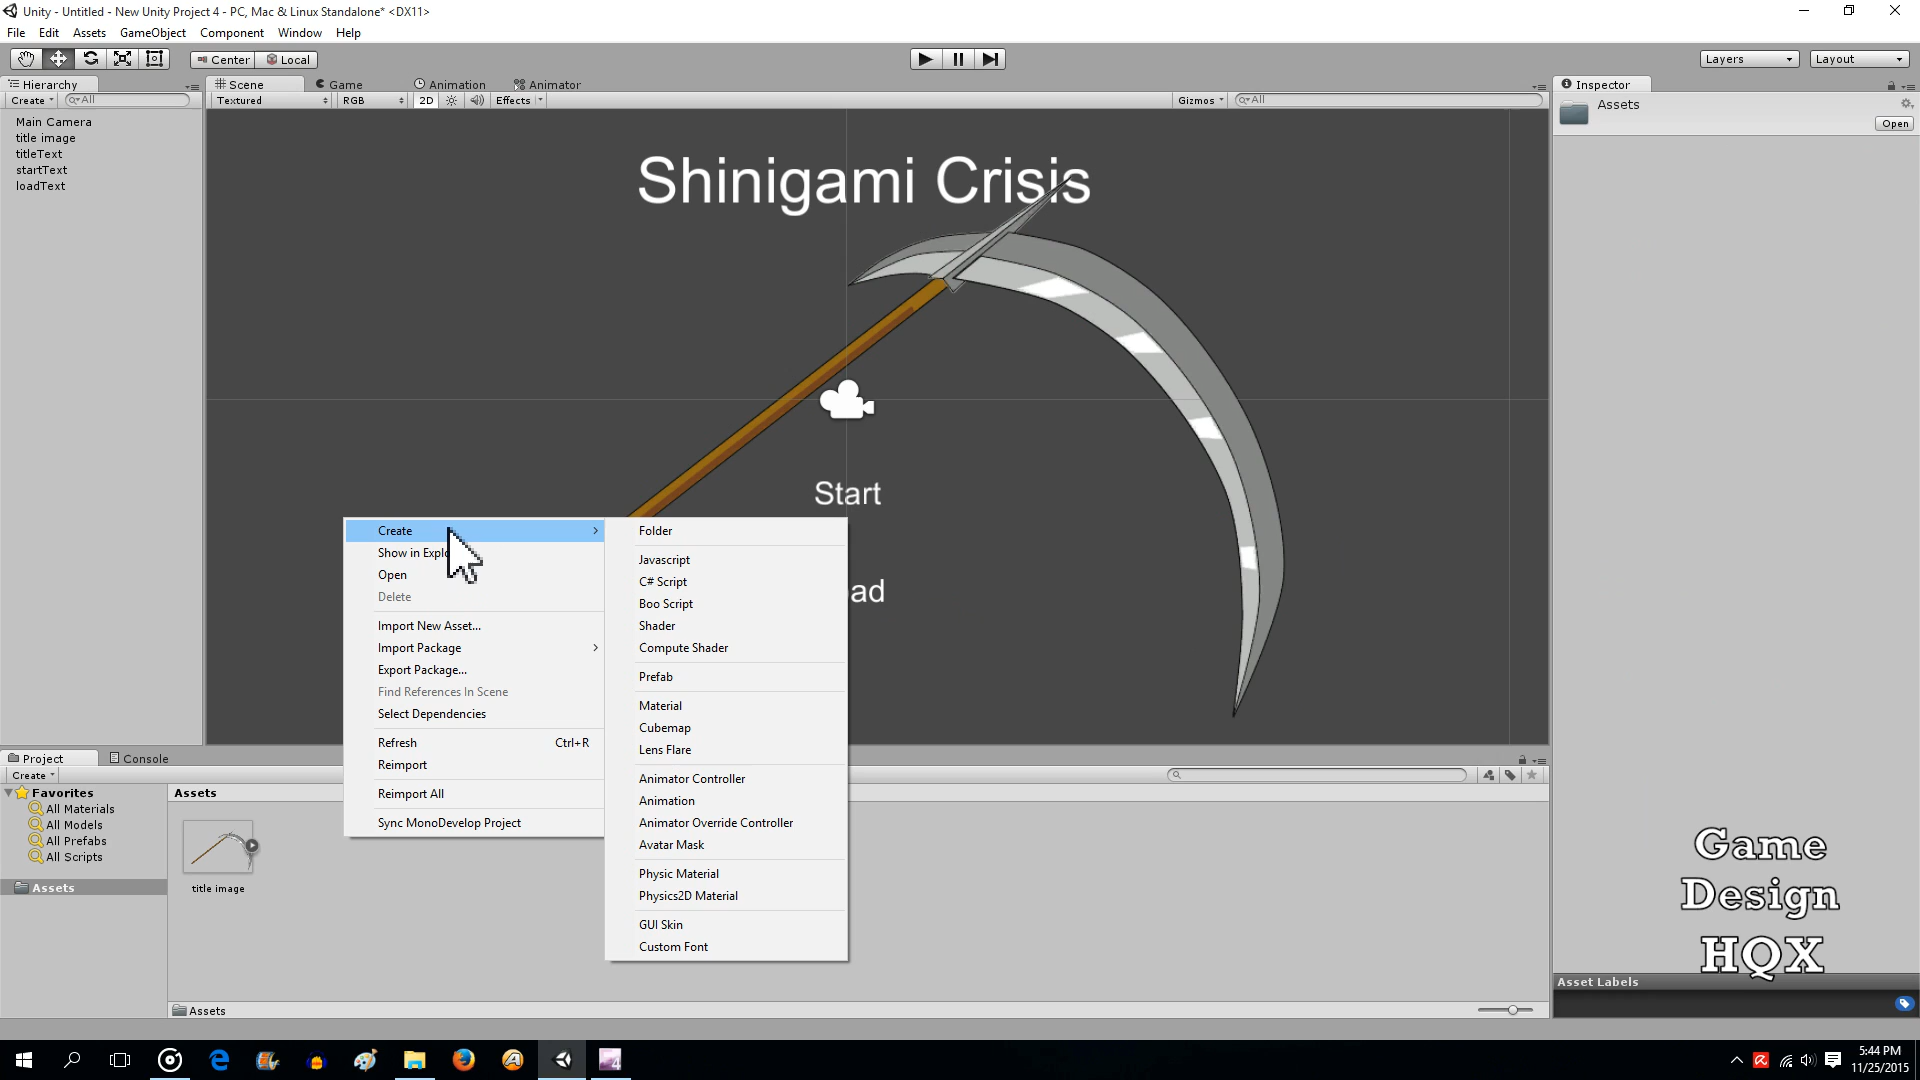 Unity - Untitled - New Unity Project 4 - PC, Mac & Linux Standalone* <DX11>
File Edit Assets GameObject Component Window Help
Center Local Layers Layout
Hierarchy Scene Game Animation Animator Inspector
Create All Textured RGB 2D Effects Gizmos All
Assets
Open
Main Camera
title image
titleText
startText
loadText
Shinigami Crisis
Start
ad
Create
Show in Explo
Open
Delete
Import New Asset...
Import Package
Export Package...
Find References In Scene
Select Dependencies
Refresh Ctrl+R
Reimport
Reimport All
Sync MonoDevelop Project
Folder
Javascript
C# Script
Boo Script
Shader
Compute Shader
Prefab
Material
Cubemap
Lens Flare
Animator Controller
Animation
Animator Override Controller
Avatar Mask
Physic Material
Physics2D Material
GUI Skin
Custom Font
Project Console
Create
Favorites
All Materials
All Models
All Prefabs
All Scripts
Assets
Assets
title image
Assets
Game
Design
HQX
Asset Labels
5:44 PM
11/25/2015